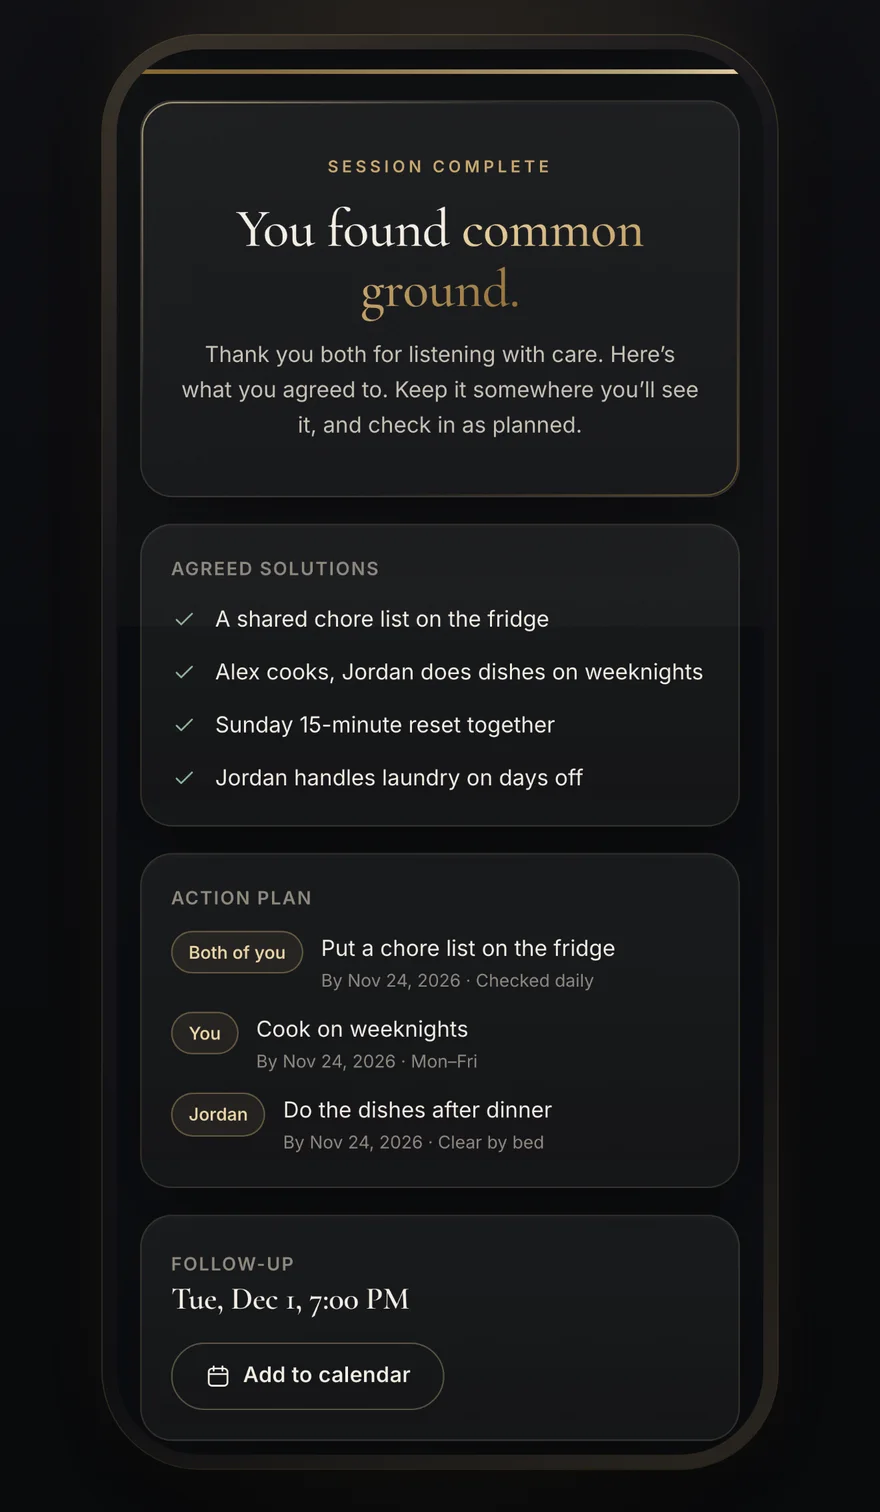 SESSION COMPLETE
You found common
ground.
Thank you both for listening with care. Here’s
what you agreed to. Keep it somewhere you’ll see
it, and check in as planned.
AGREED SOLUTIONS
A shared chore list on the fridge
Alex cooks, Jordan does dishes on weeknights
Sunday 15-minute reset together
Jordan handles laundry on days off
ACTION PLAN
Both of you
Put a chore list on the fridge
By Nov 24, 2026 · Checked daily
You
Cook on weeknights
By Nov 24, 2026 · Mon–Fri
Jordan
Do the dishes after dinner
By Nov 24, 2026 · Clear by bed
FOLLOW-UP
Tue, Dec 1, 7:00 PM
Add to calendar